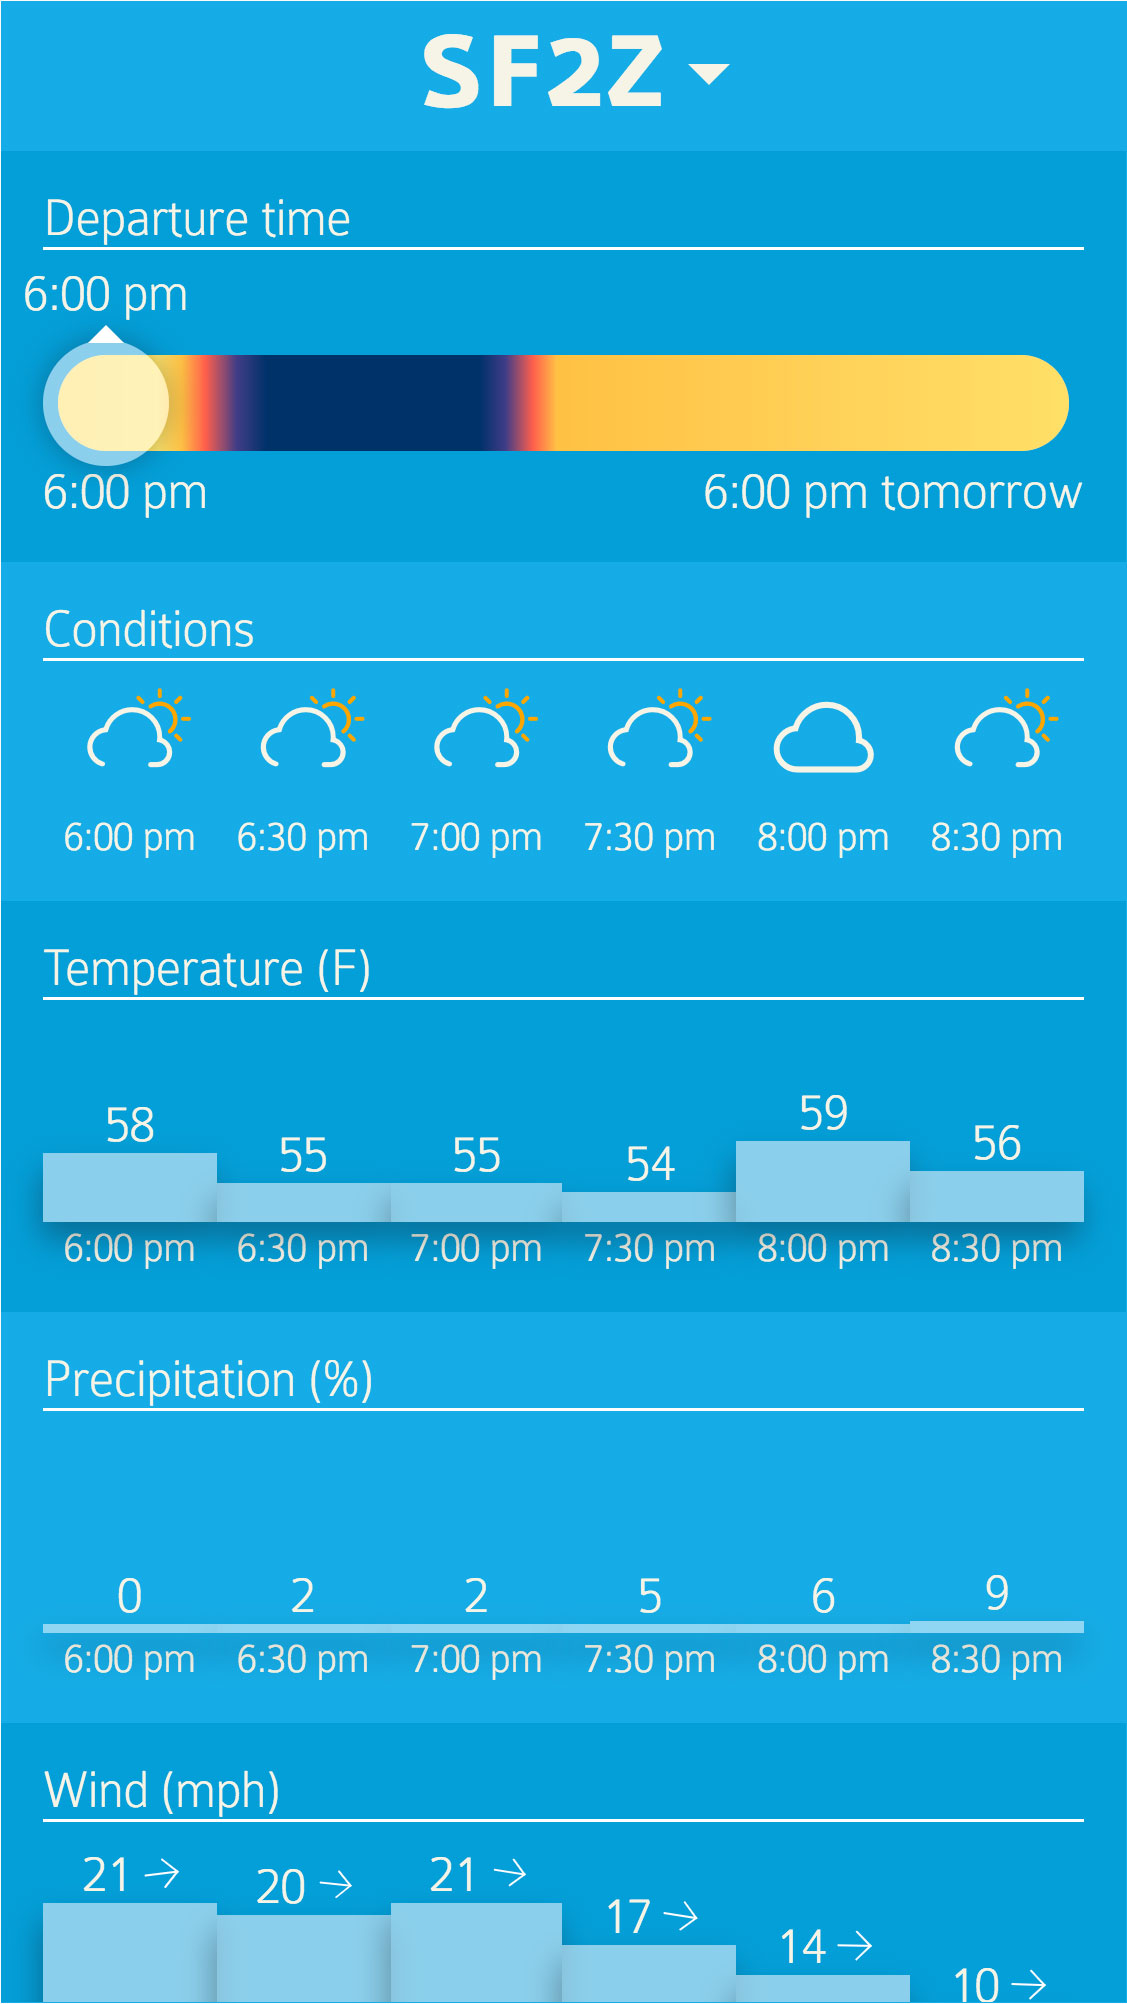 SF2Z
Departure time
6:00 pm
6:00 pm 6:00 pm tomorrow
Conditions
6:00 pm 6:30 pm 7:00 pm 7:30 pm 8:00 pm 8:30 pm
Temperature (F)
58 55 55 54 59 56
6:00 pm 6:30 pm 7:00 pm 7:30 pm 8:00 pm 8:30 pm
Precipitation (%)
0 2 2 5 6 9
6:00 pm 6:30 pm 7:00 pm 7:30 pm 8:00 pm 8:30 pm
Wind (mph)
21 → 20 → 21 → 17 → 14 → 10 →